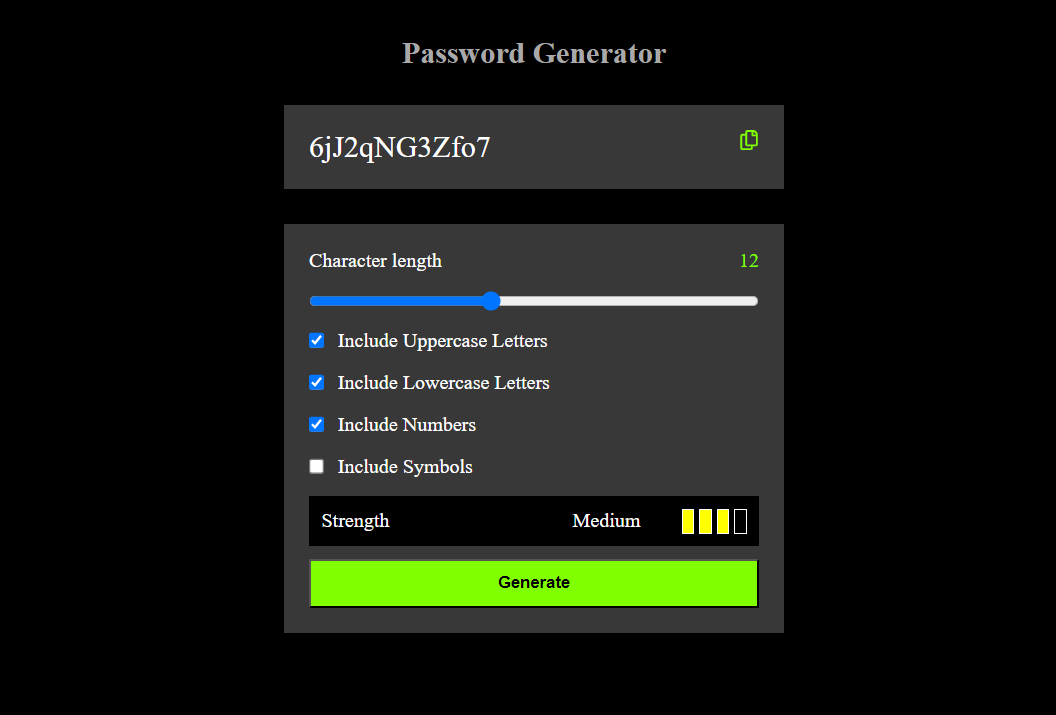 Password Generator
6jJ2qNG3Zfo7
Character length 12
Include Uppercase Letters
Include Lowercase Letters
Include Numbers
Include Symbols
Strength Medium
Generate